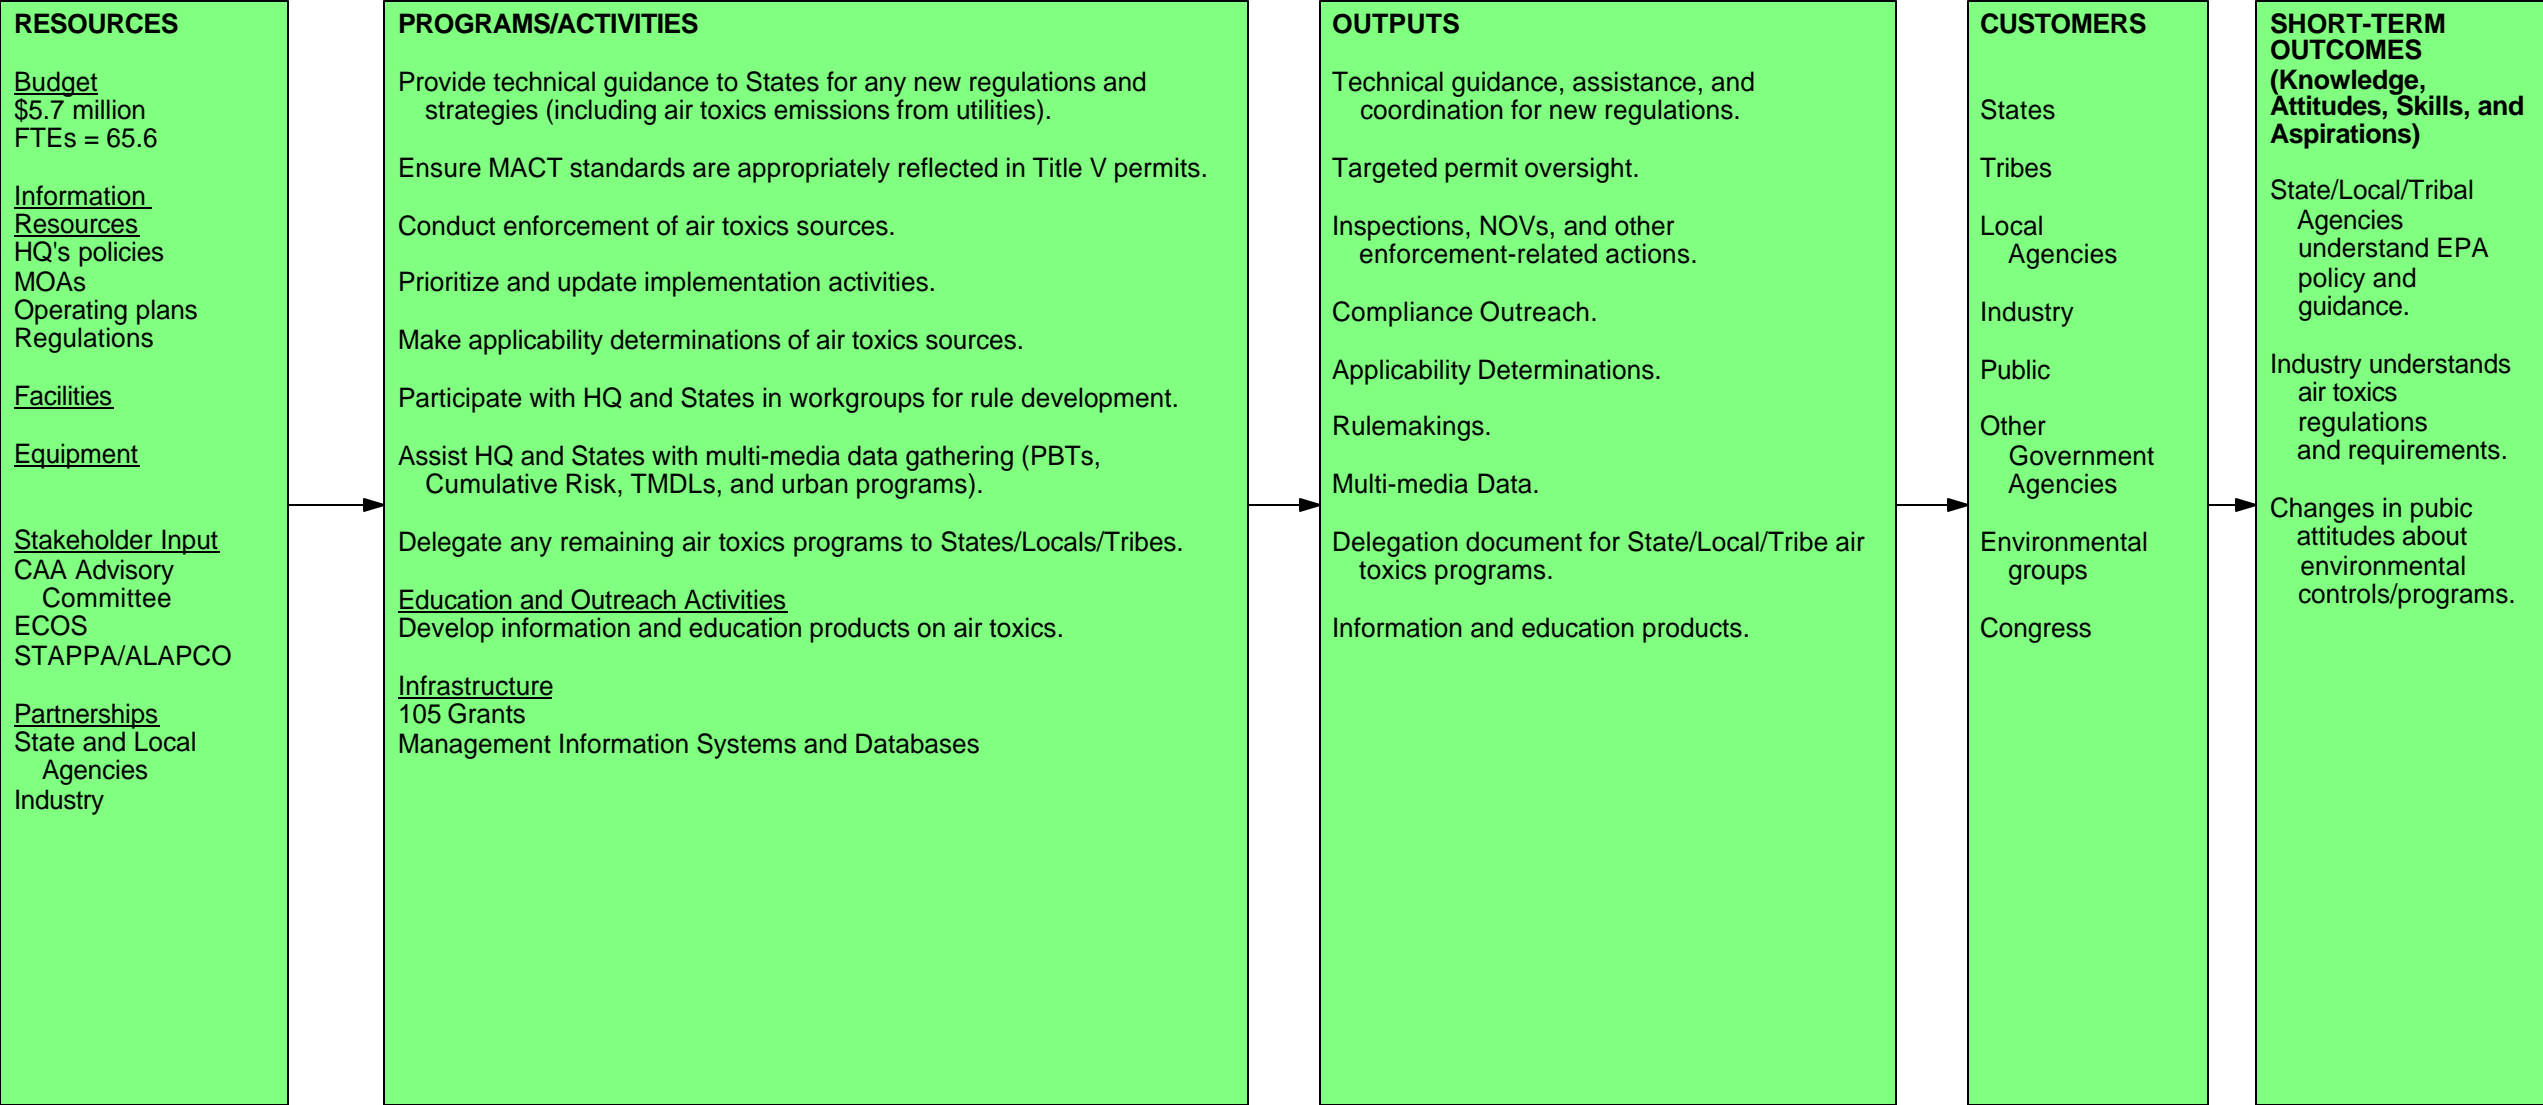 RESOURCES
Budget
$5.7 million
FTEs = 65.6
Information
Resources
HQ's policies
MOAs
Operating plans
Regulations
Facilities
Equipment
Stakeholder Input
CAA Advisory
Committee
ECOS
STAPPA/ALAPCO
Partnerships
State and Local
Agencies
Industry
PROGRAMS/ACTIVITIES
Provide technical guidance to States for any new regulations and
strategies (including air toxics emissions from utilities).
Ensure MACT standards are appropriately reflected in Title V permits.
Conduct enforcement of air toxics sources.
Prioritize and update implementation activities.
Make applicability determinations of air toxics sources.
Participate with HQ and States in workgroups for rule development.
Assist HQ and States with multi-media data gathering (PBTs,
Cumulative Risk, TMDLs, and urban programs).
Delegate any remaining air toxics programs to States/Locals/Tribes.
Education and Outreach Activities
Develop information and education products on air toxics.
Infrastructure
105 Grants
Management Information Systems and Databases
OUTPUTS
Technical guidance, assistance, and
coordination for new regulations.
Targeted permit oversight.
Inspections, NOVs, and other
enforcement-related actions.
Compliance Outreach.
Applicability Determinations.
Rulemakings.
Multi-media Data.
Delegation document for State/Local/Tribe air
toxics programs.
Information and education products.
CUSTOMERS
States
Tribes
Local
Agencies
Industry
Public
Other
Government
Agencies
Environmental
groups
Congress
SHORT-TERM
OUTCOMES
(Knowledge,
Attitudes, Skills, and
Aspirations)
State/Local/Tribal
Agencies
understand EPA
policy and
guidance.
Industry understands
air toxics
regulations
and requirements.
Changes in pubic
attitudes about
environmental
controls/programs.